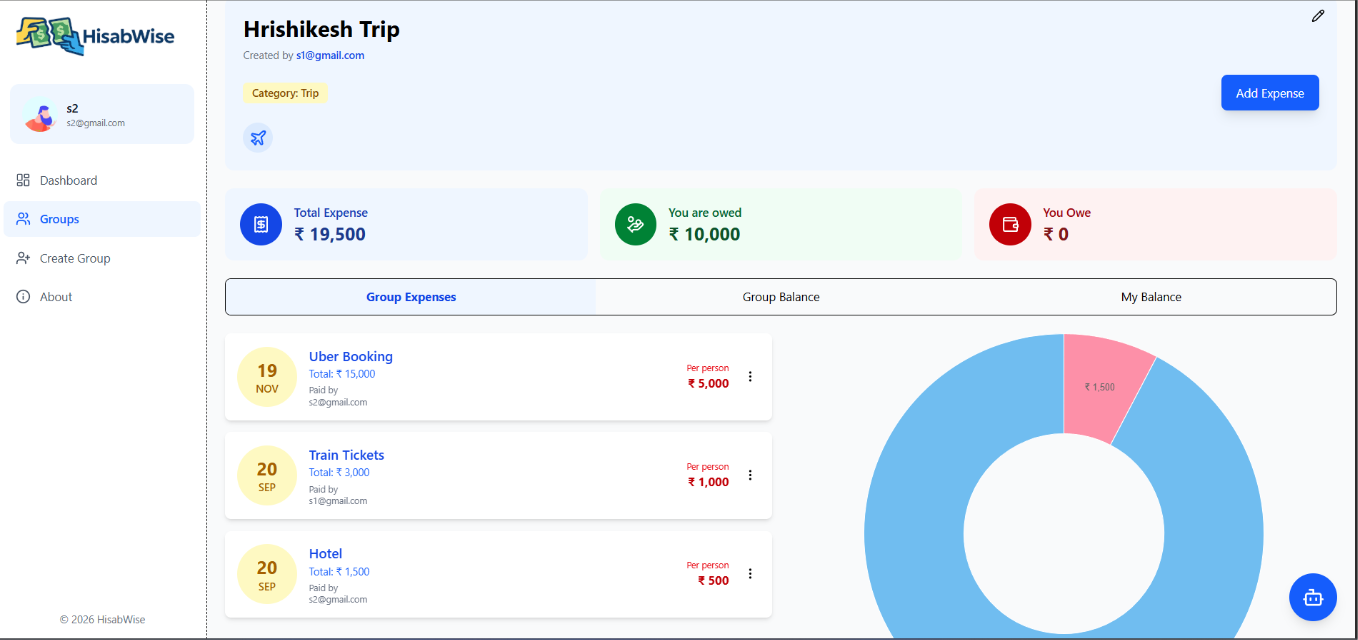 HisabWise
s2
s2@gmail.com
Dashboard
Groups
Create Group
About
© 2026 HisabWise
Hrishikesh Trip
Created by s1@gmail.com
Category: Trip
Add Expense
Total Expense
₹ 19,500
You are owed
₹ 10,000
You Owe
₹ 0
Group Expenses
Group Balance
My Balance
19
NOV
Uber Booking
Total: ₹ 15,000
Paid by
s2@gmail.com
Per person
₹ 5,000
20
SEP
Train Tickets
Total: ₹ 3,000
Paid by
s1@gmail.com
Per person
₹ 1,000
20
SEP
Hotel
Total: ₹ 1,500
Paid by
s2@gmail.com
Per person
₹ 500
₹ 1,500